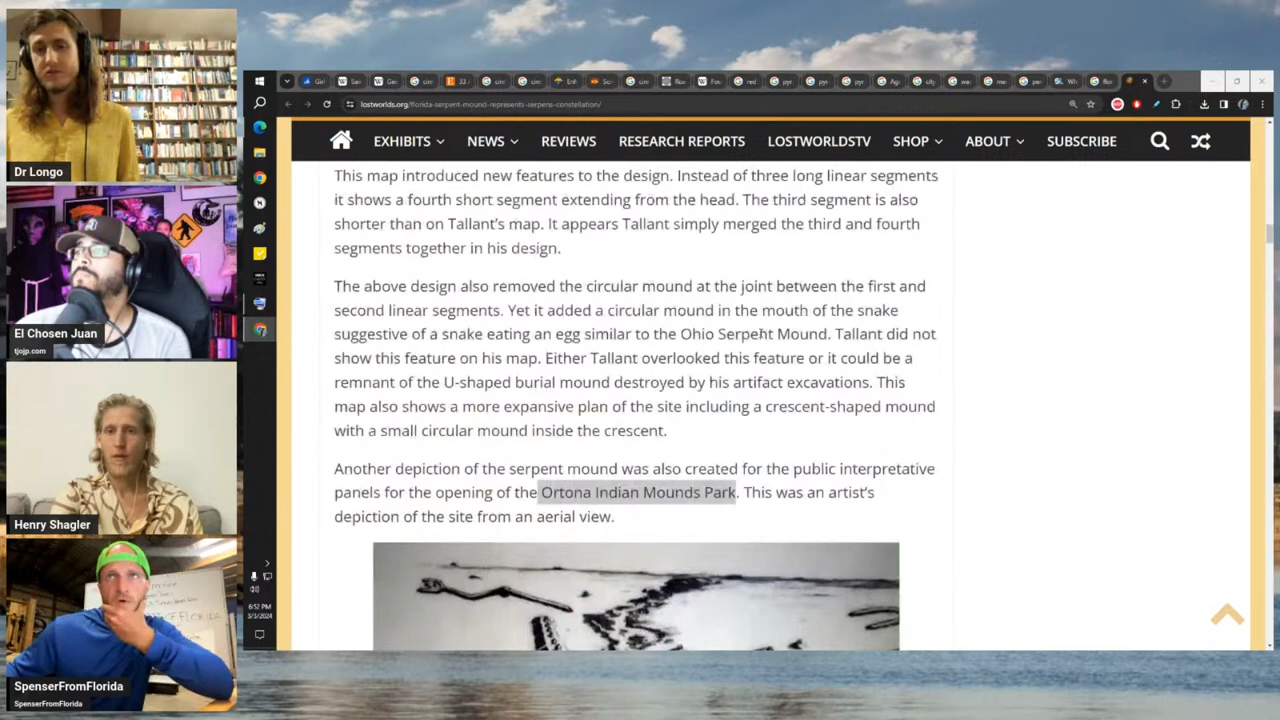 Dr Longo
El Chosen Juan
tjojp.com
Henry Shagler
SpenserFromFlorida
SpenserFromFlorida
lostworlds.org/florida-serpent-mound-represents-serpens-constellation/
EXHIBITS NEWS REVIEWS RESEARCH REPORTS LOSTWORLDSTV SHOP ABOUT SUBSCRIBE
This map introduced new features to the design. Instead of three long linear segments
it shows a fourth short segment extending from the head. The third segment is also
shorter than on Tallant's map. It appears Tallant simply merged the third and fourth
segments together in his design.
The above design also removed the circular mound at the joint between the first and
second linear segments. Yet it added a circular mound in the mouth of the snake
suggestive of a snake eating an egg similar to the Ohio Serpent Mound. Tallant did not
show this feature on his map. Either Tallant overlooked this feature or it could be a
remnant of the U-shaped burial mound destroyed by his artifact excavations. This
map also shows a more expansive plan of the site including a crescent-shaped mound
with a small circular mound inside the crescent.
Another depiction of the serpent mound was also created for the public interpretative
panels for the opening of the Ortona Indian Mounds Park. This was an artist's
depiction of the site from an aerial view.
6:52 PM
3/3/2024